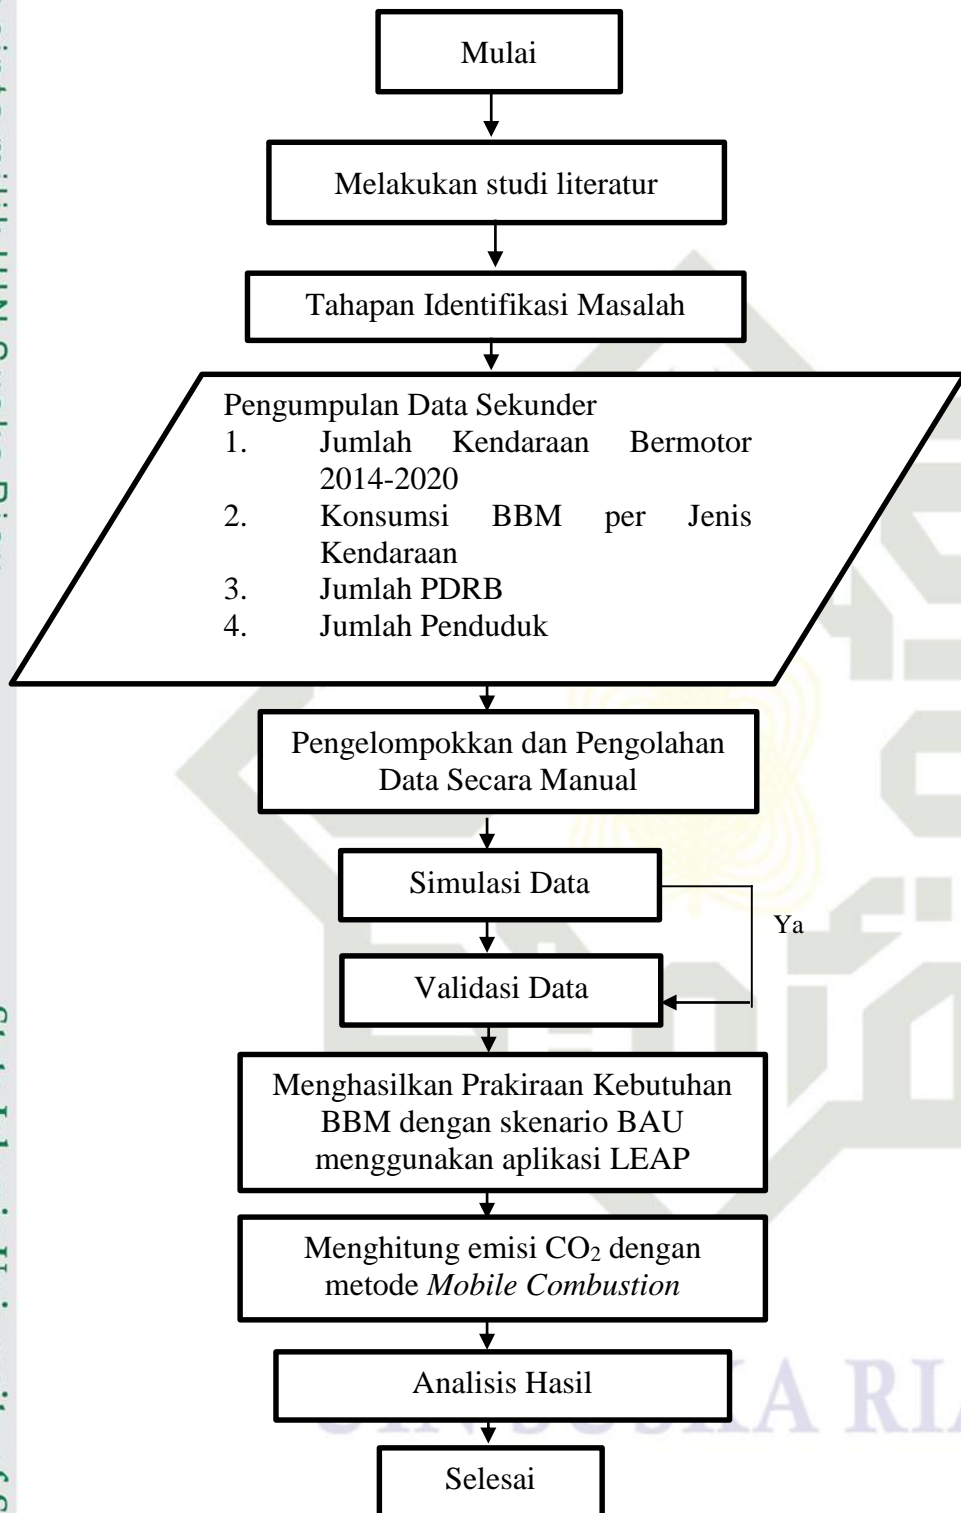 Mulai
Melakukan studi literatur
Tahapan Identifikasi Masalah
Pengumpulan Data Sekunder
1. Jumlah Kendaraan Bermotor
2014-2020
2. Konsumsi BBM per Jenis
Kendaraan
3. Jumlah PDRB
4. Jumlah Penduduk
Pengelompokkan dan Pengolahan
Data Secara Manual
Simulasi Data
Ya
Validasi Data
Menghasilkan Prakiraan Kebutuhan
BBM dengan skenario BAU
menggunakan aplikasi LEAP
Menghitung emisi CO₂ dengan
metode Mobile Combustion
Analisis Hasil
Selesai